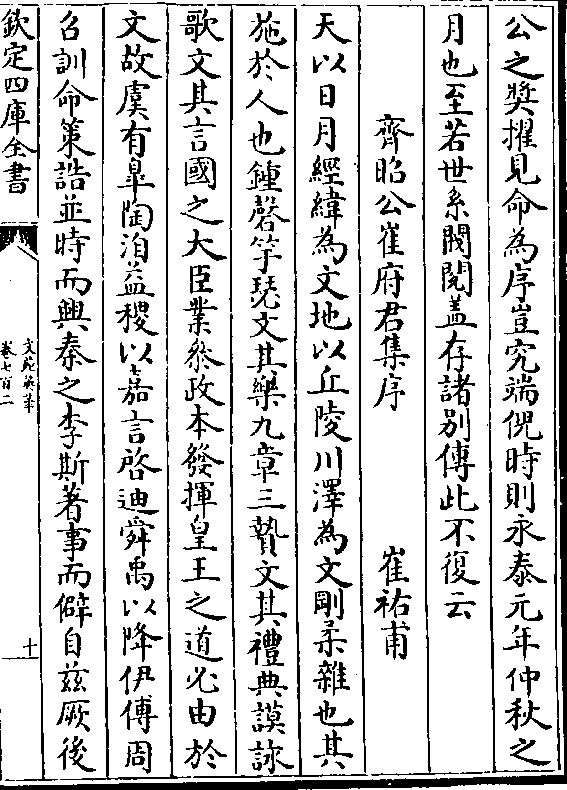 公之奬擢見命為序豈究端倪時則永泰元年仲秋之
月也至若世系閥閱蓋存諸别傳此不復云
齊昭公崔府君集序 崔祐甫
天以日月經緯為文地以丘陵川澤為文剛柔雜也其
施於人也鍾磬竽瑟文其樂九章三贄文其禮典謨詠
歌文其言國之大臣業參政本發揮皇王之道必由於
文故虞有臯陶洎益稷以嘉言啓迪舜禹以降伊傅周
召訓命策誥並時而興秦之李斯著事而僻自兹厥後
欽定四庫全書
文苑英華
卷七百二
十